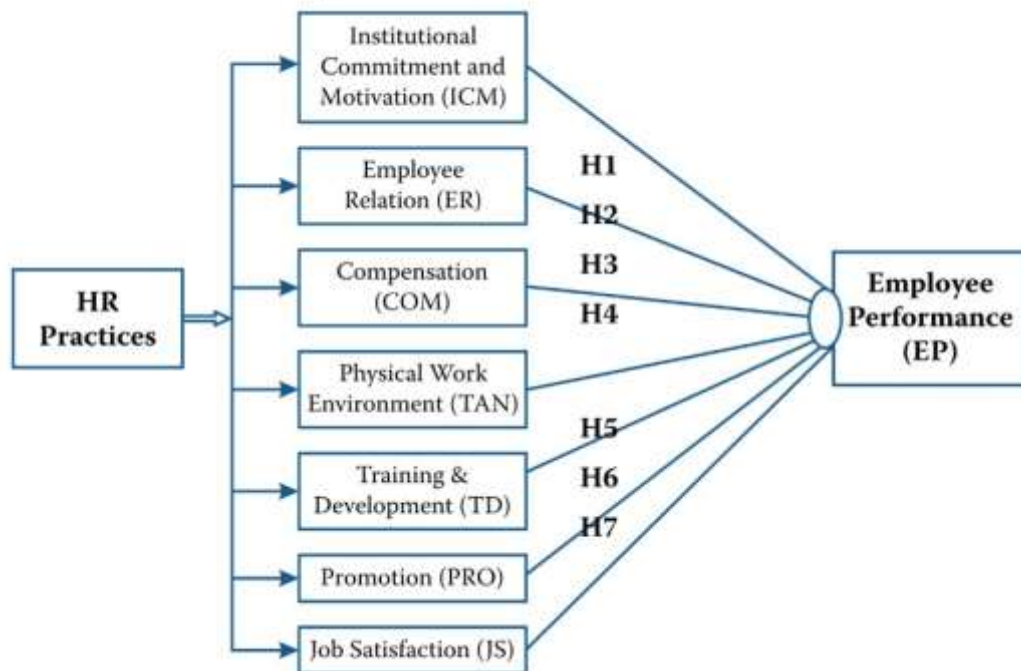 Institutional
Commitment and
Motivation (ICM)
Employee
Relation (ER)
Compensation
(COM)
Physical Work
Environment (TAN)
Training &
Development (TD)
Promotion (PRO)
Job Satisfaction (JS)
HR
Practices
H1
H2
H3
H4
H5
H6
H7
Employee
Performance
(EP)